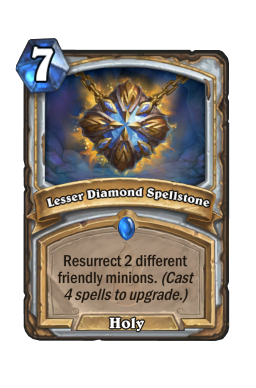 7
Lesser Diamond Spellstone
Resurrect 2 different
friendly minions. (Cast
4 spells to upgrade.)
Holy